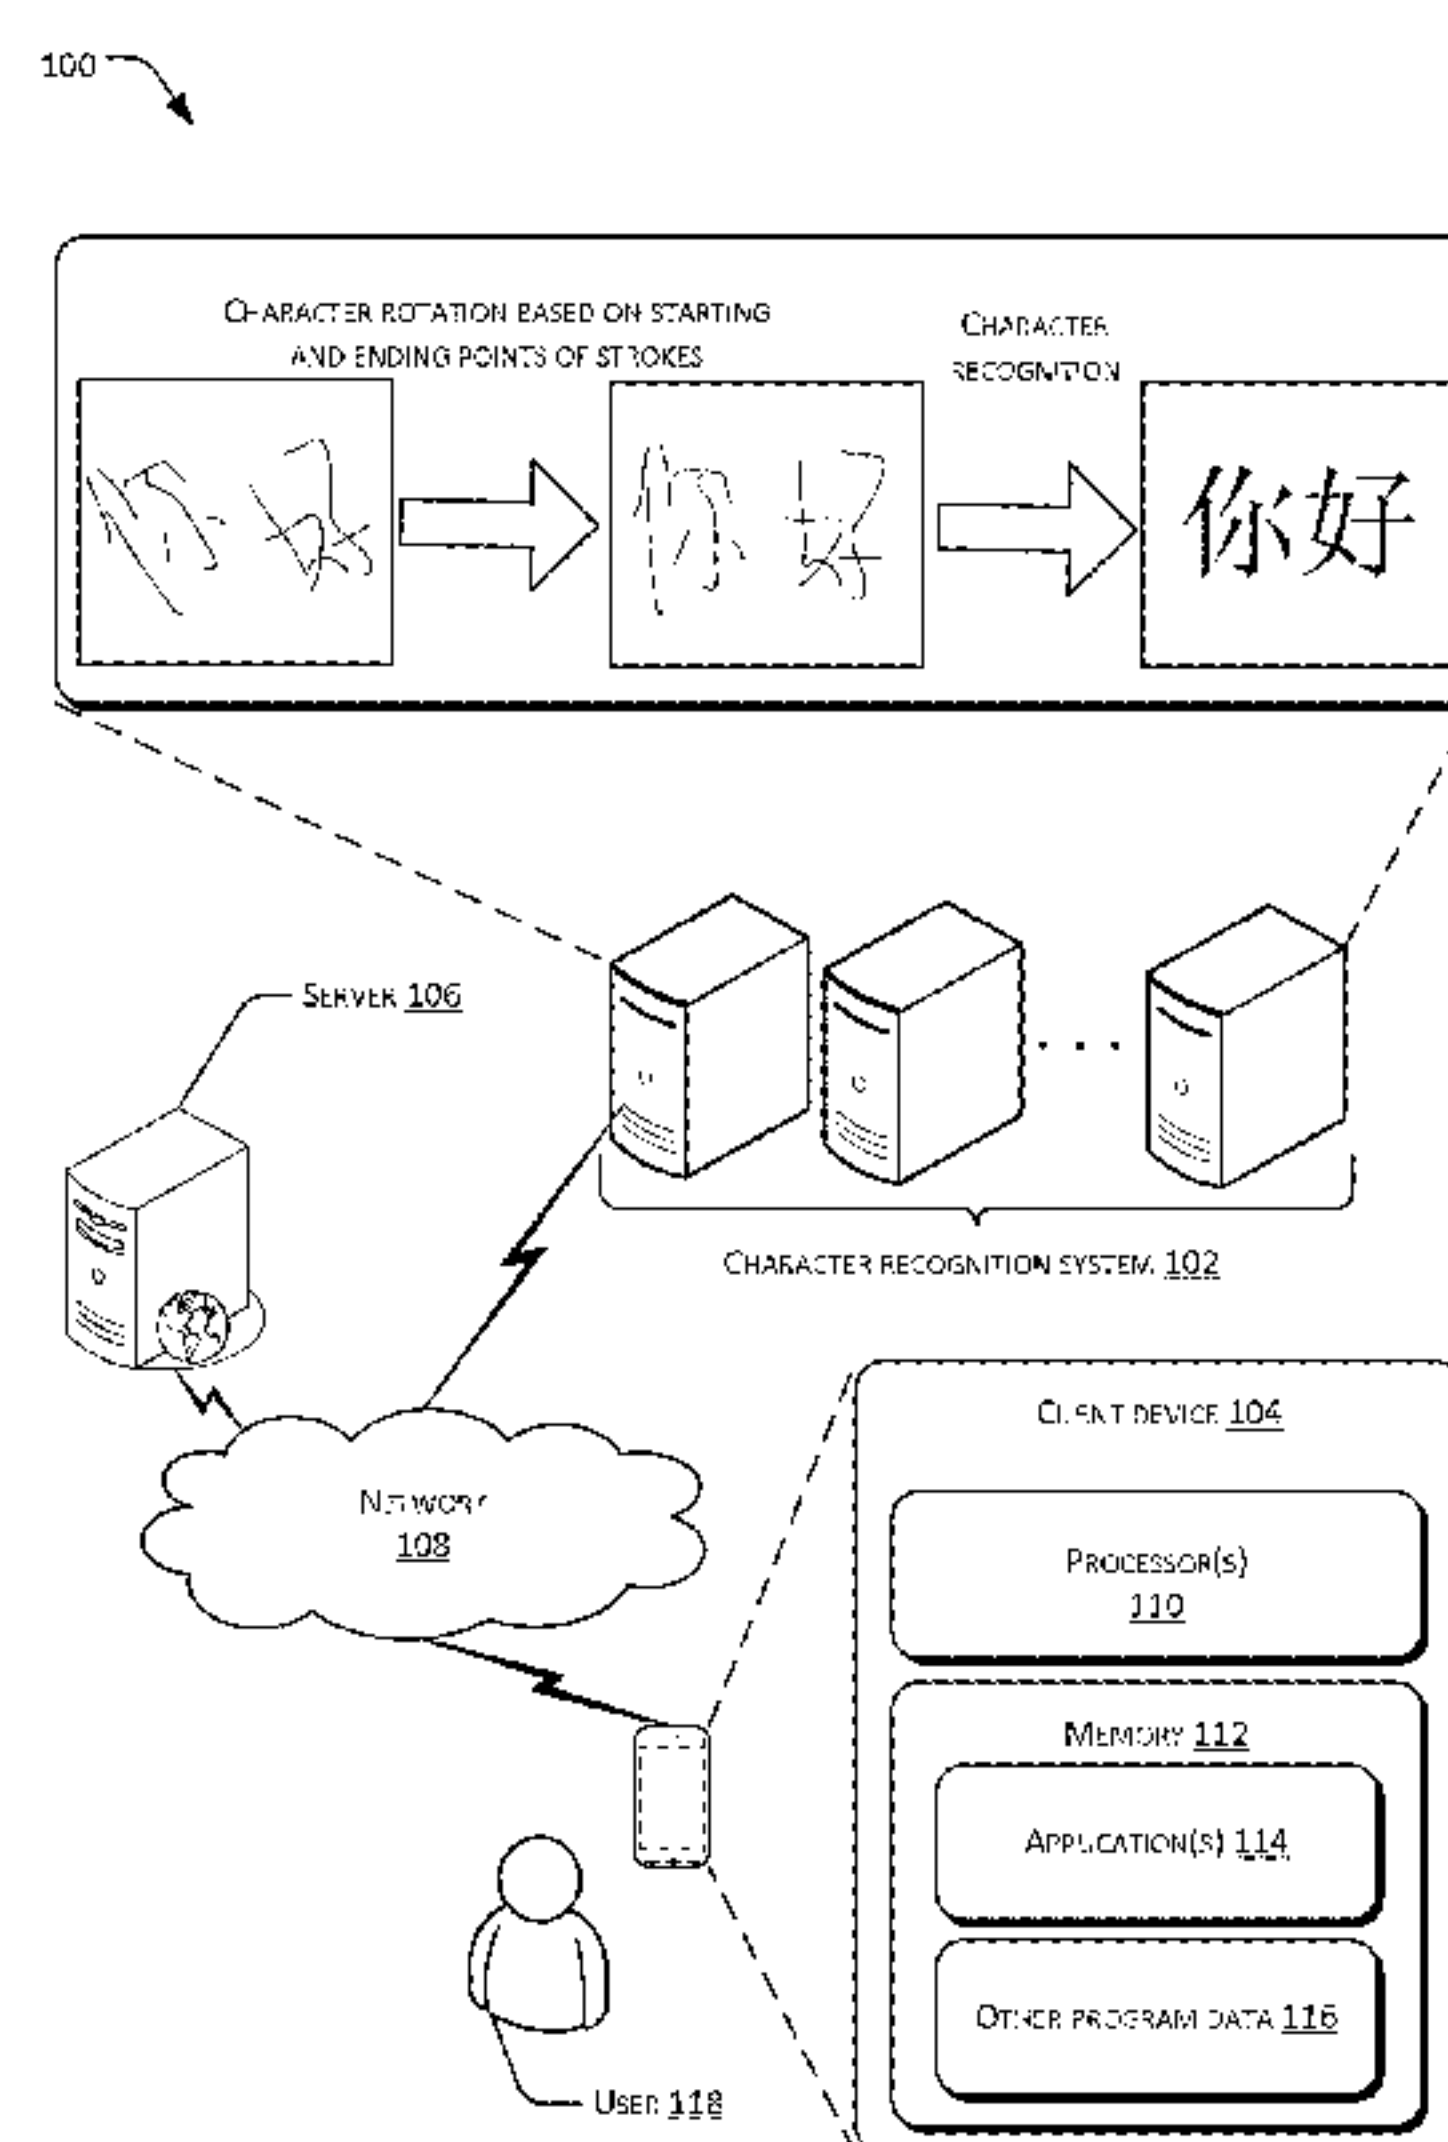 100
CHARACTER ROTATION BASED ON STARTING
AND ENDING POINTS OF STROKES
CHARACTER
RECOGNITION
你好
SERVER 106
CHARACTER RECOGNITION SYSTEM 102
CLIENT DEVICE 104
NETWORK
108
PROCESSOR(S)
110
MEMORY 112
APPLICATION(S) 114
OTHER PROGRAM DATA 116
USER 118